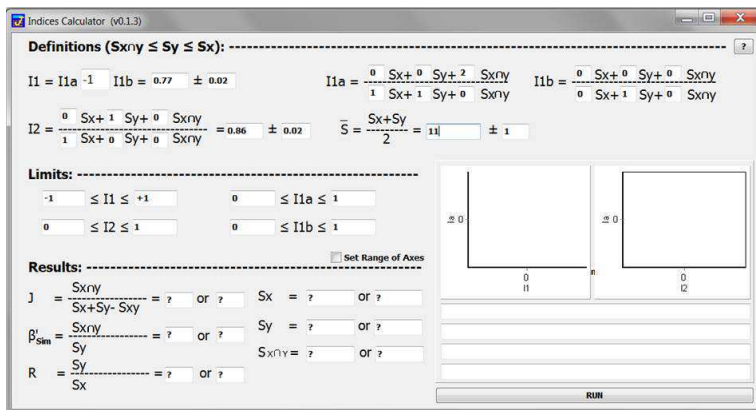 Indices Calculator (v0.1.3)
Definitions (Sx∩y ≤ Sy ≤ Sx): ------------------------------------------------------------ ?
I1 = I1a -1 I1b = 0.77 ± 0.02
I1a = 0 Sx+ 0 Sy+ 2 Sx∩y
1 Sx+ 1 Sy+ 0 Sx∩y
I1b = 0 Sx+ 0 Sy+ 0 Sx∩y
0 Sx+ 1 Sy+ 0 Sx∩y
I2 = 0 Sx+ 1 Sy+ 0 Sx∩y
1 Sx+ 0 Sy+ 0 Sx∩y
= 0.86 ± 0.02
S̅ = Sx+Sy
2
= 11 ± 1
Limits: --------------------------------------------------
-1 ≤ I1 ≤ +1 0 ≤ I1a ≤ 1
0 ≤ I2 ≤ 1 0 ≤ I1b ≤ 1
Set Range of Axes
Results: --------------------------------------------------
J = Sx∩y
Sx+Sy- Sxy
= ? or ?
Sx = ? or ?
β'Sim = Sx∩y
Sy
= ? or ?
Sy = ? or ?
Sx∩Y = ? or ?
R = Sy
Sx
= ? or ?
Ia
0
0
I1
Ia
0
0
I2
RUN